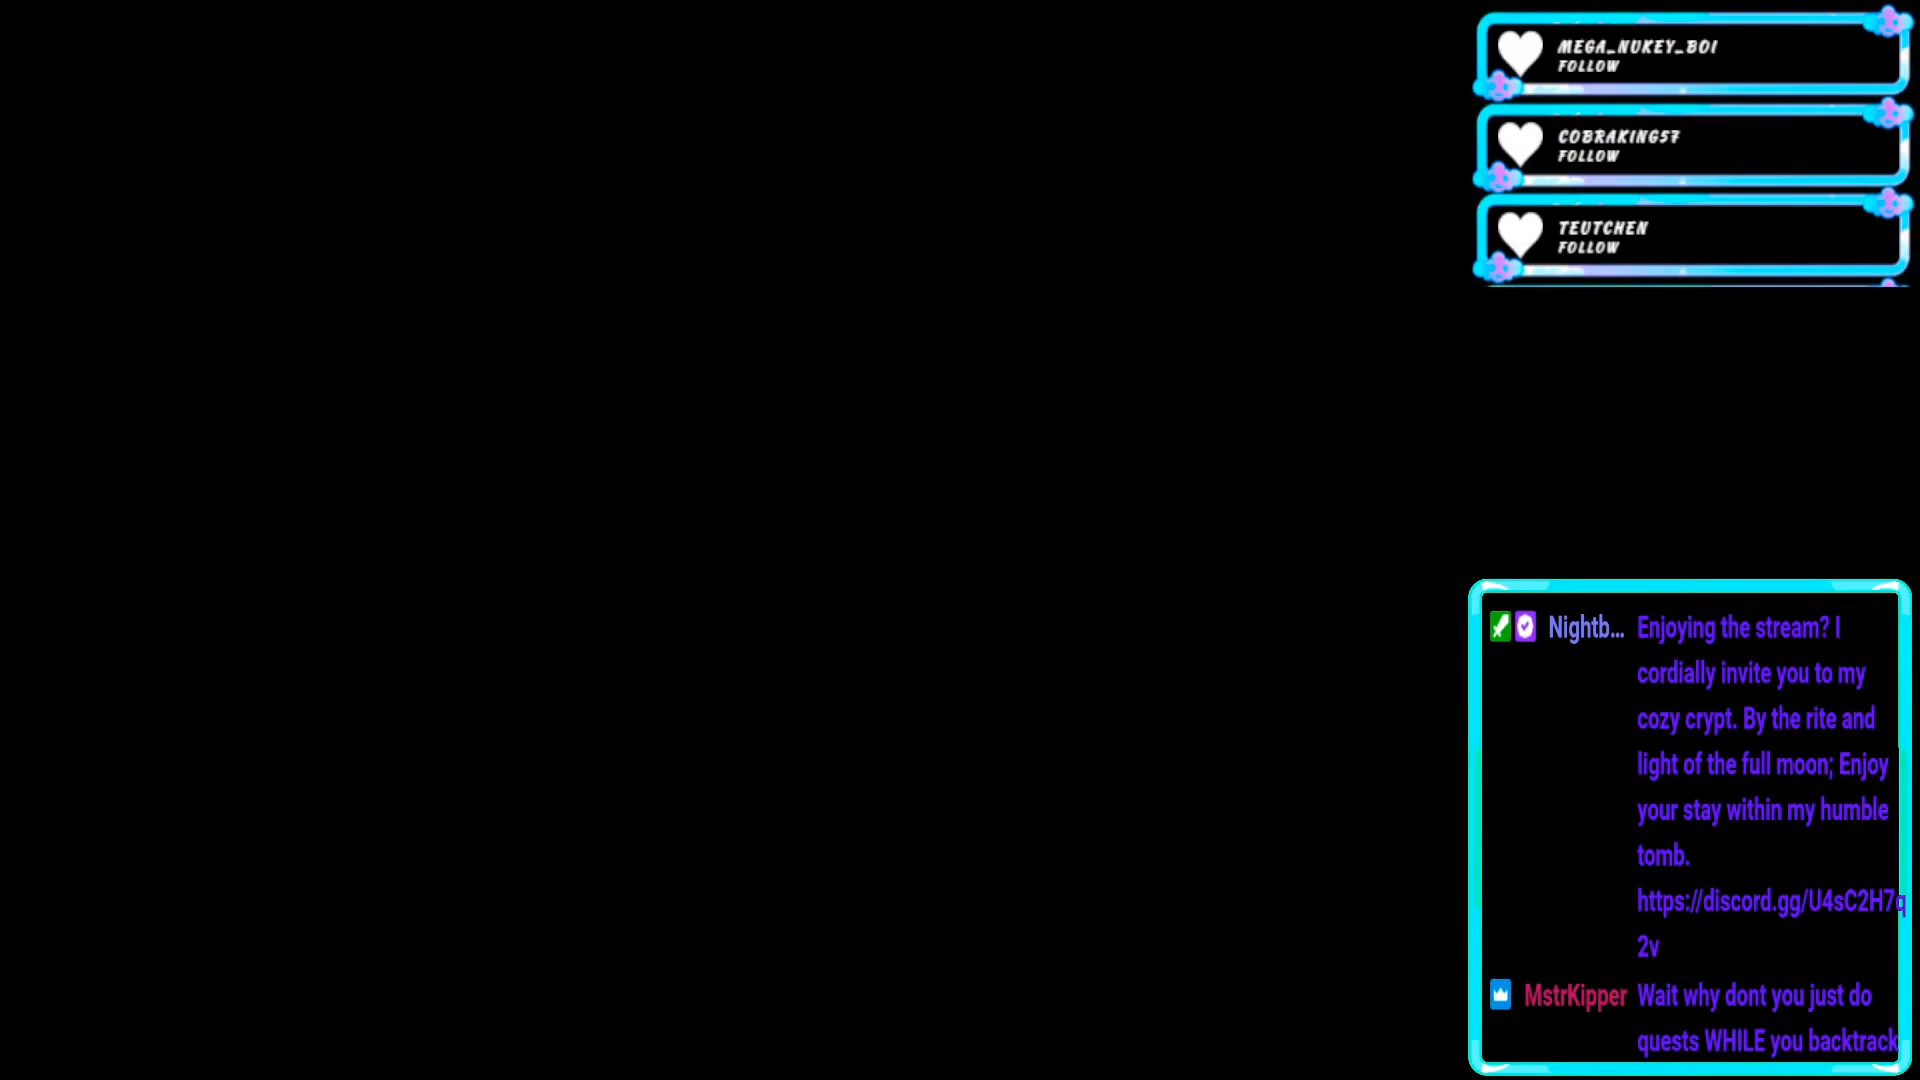 MEGA_NUKEY_BOI
FOLLOW
COBRAKING57
FOLLOW
TEUTCHEN
FOLLOW
Nightb... Enjoying the stream? I
cordially invite you to my
cozy crypt. By the rite and
light of the full moon; Enjoy
your stay within my humble
tomb.
https://discord.gg/U4sC2H7q
2v
MstrKipper Wait why dont you just do
quests WHILE you backtrack